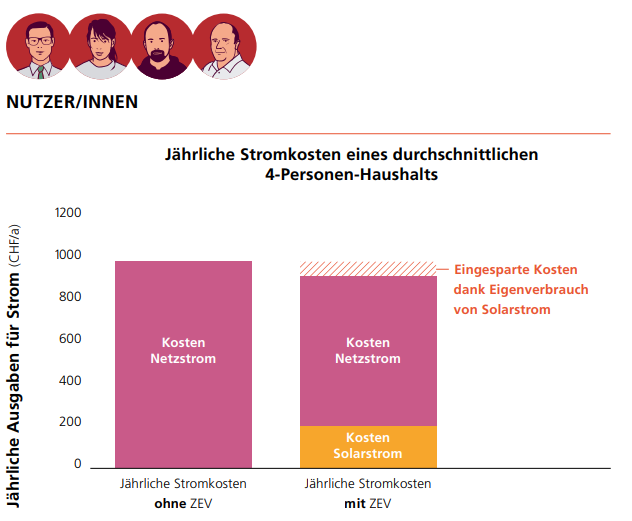 NUTZER/INNEN
Jährliche Stromkosten eines durchschnittlichen
4-Personen-Haushalts
Jährliche Ausgaben für Strom (CHF/a)
1200
1000
800
600
400
200
0
Kosten
Netzstrom
Kosten
Netzstrom
Kosten
Solarstrom
Eingesparte Kosten
dank Eigenverbrauch
von Solarstrom
Jährliche Stromkosten
ohne ZEV
Jährliche Stromkosten
mit ZEV